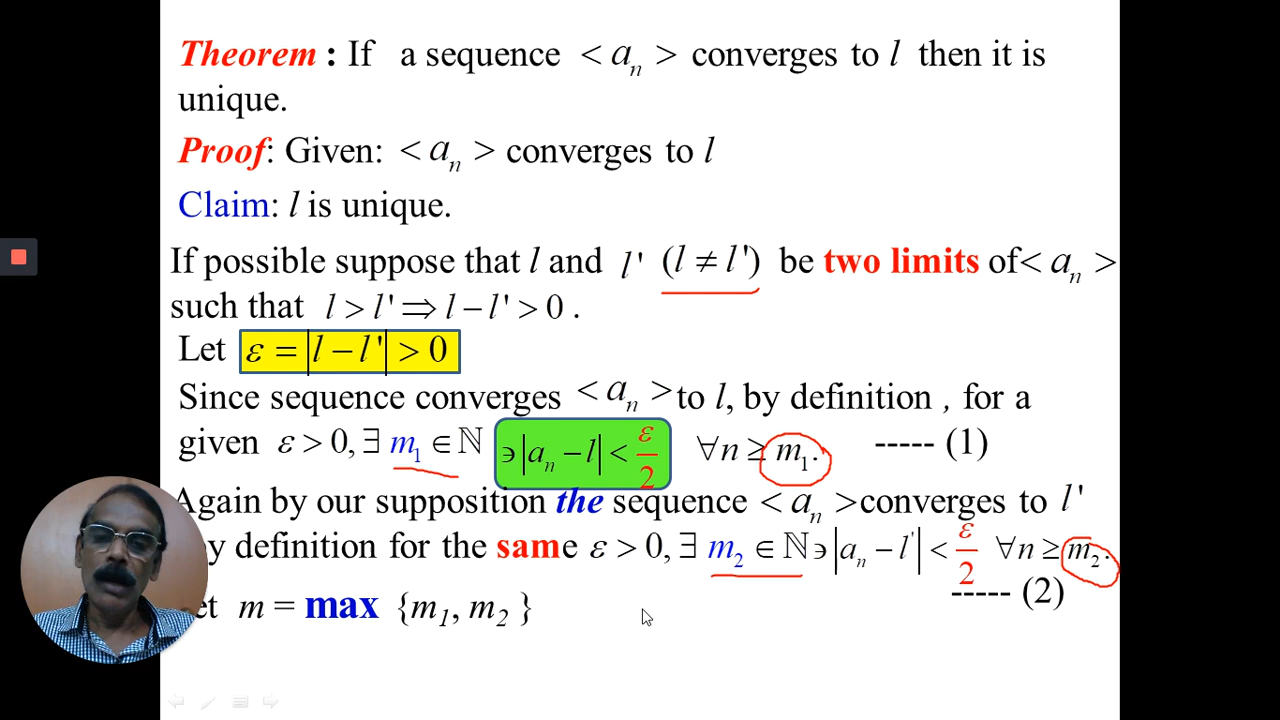 Theorem : If a sequence < aₙ > converges to l then it is
unique.
Proof: Given: < aₙ > converges to l
Claim: l is unique.
If possible suppose that l and l' (l ≠ l') be two limits of < aₙ >
such that l > l' ⇒ l − l' > 0 .
Let ε = |l − l'| > 0
Since sequence converges < aₙ > to l, by definition , for a
given ε > 0, ∃ m₁ ∈ ℕ ∋ |aₙ − l| < ε/2 ∀n ≥ m₁. ----- (1)
Again by our supposition the sequence < aₙ > converges to l'
y definition for the same ε > 0, ∃ m₂ ∈ ℕ ∋ |aₙ − l'| < ε/2 ∀n ≥ m₂.
----- (2)
et m = max {m₁, m₂ }